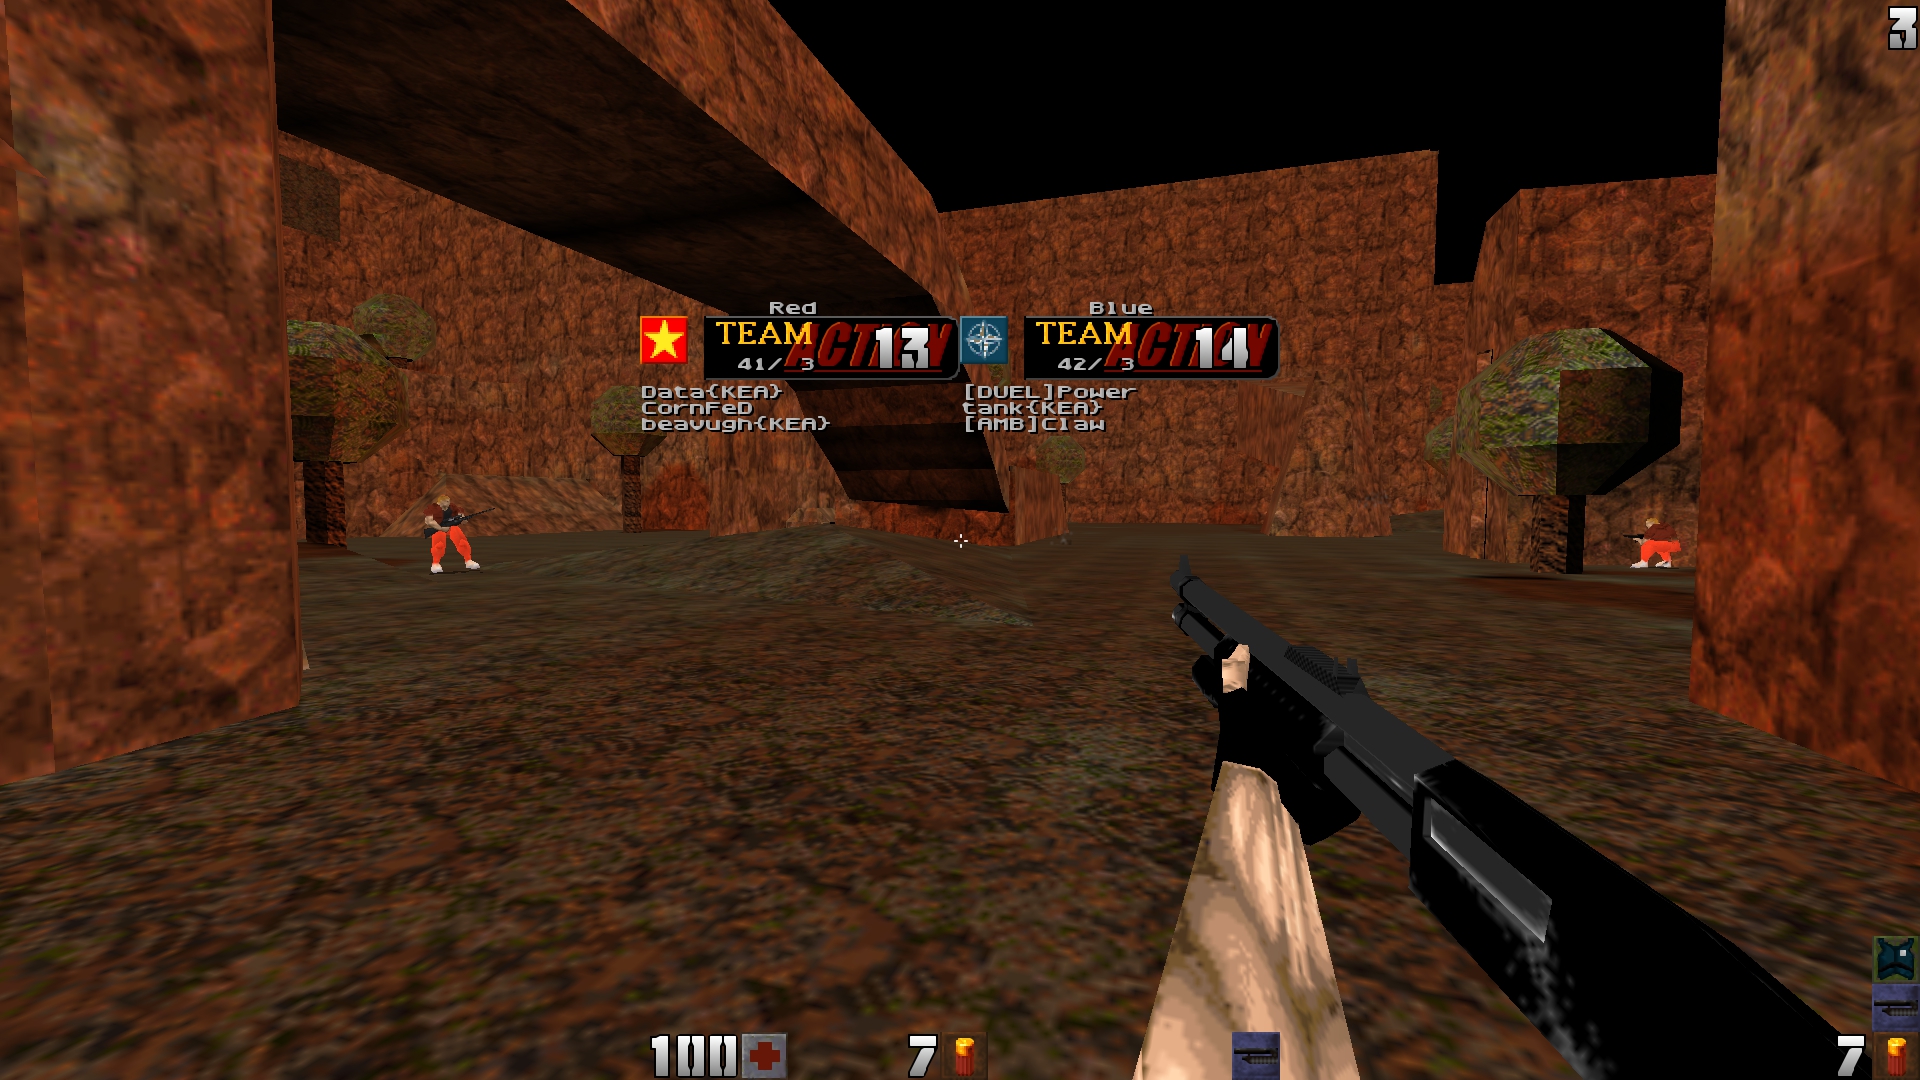 3
Red Blue
TEAM ACTION 13 TEAM ACTION 14
41/ 3 42/ 3
Data{KEA} [DUEL]Power
CornFeD tank{KEA}
beavugh{KEA} [AMB]Claw
100 7 7